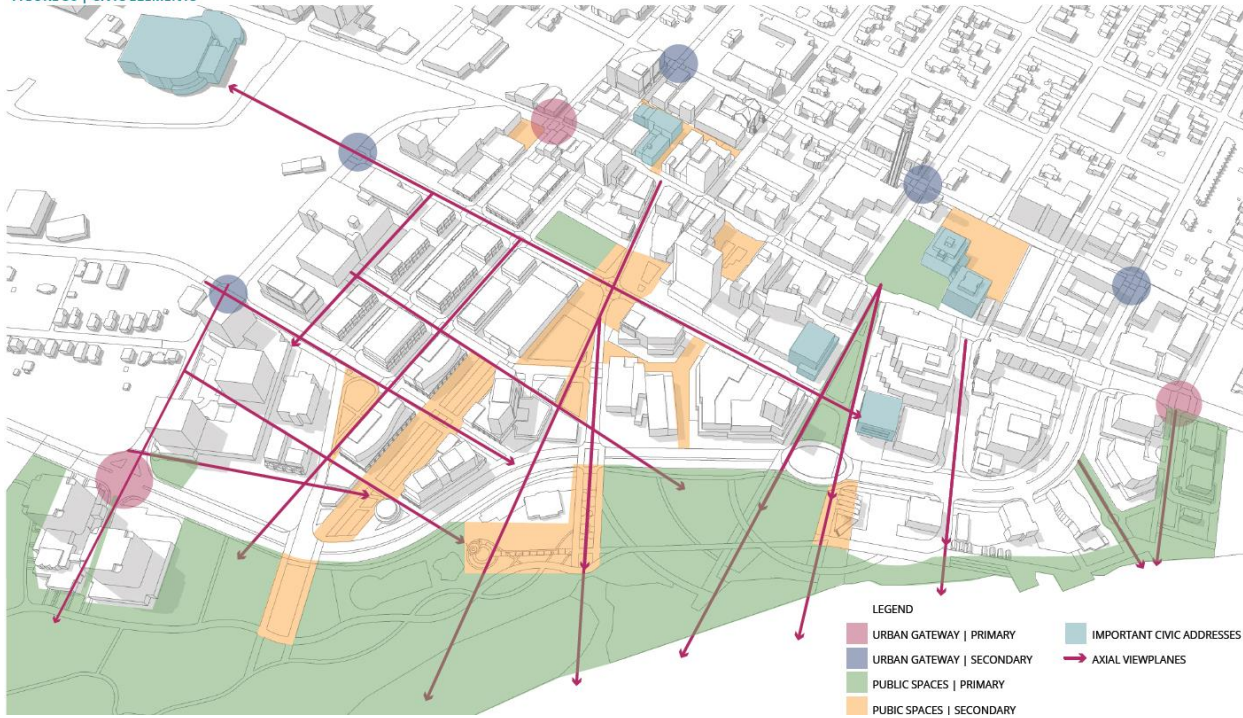 LEGEND
URBAN GATEWAY | PRIMARY
URBAN GATEWAY | SECONDARY
PUBLIC SPACES | PRIMARY
PUBIC SPACES | SECONDARY
IMPORTANT CIVIC ADDRESSES
AXIAL VIEWPLANES